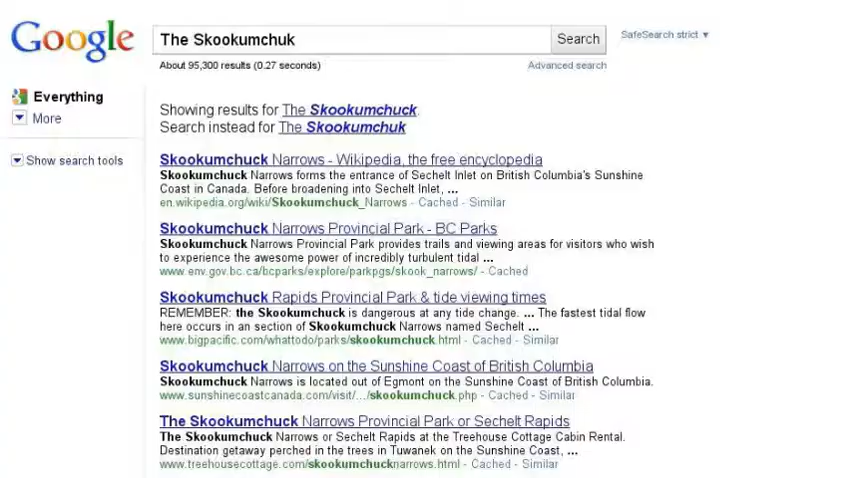 Google
The Skookumchuk Search SafeSearch strict ▼
About 95,300 results (0.27 seconds) Advanced search
Everything
More
Show search tools
Showing results for The Skookumchuck.
Search instead for The Skookumchuk
Skookumchuck Narrows - Wikipedia, the free encyclopedia
Skookumchuck Narrows forms the entrance of Sechelt Inlet on British Columbia's Sunshine
Coast in Canada. Before broadening into Sechelt Inlet, ...
en.wikipedia.org/wiki/Skookumchuck_Narrows - Cached - Similar
Skookumchuck Narrows Provincial Park - BC Parks
Skookumchuck Narrows Provincial Park provides trails and viewing areas for visitors who wish
to experience the awesome power of incredibly turbulent tidal ...
www.env.gov.bc.ca/bcparks/explore/parkpgs/skook_narrows/ - Cached
Skookumchuck Rapids Provincial Park & tide viewing times
REMEMBER: the Skookumchuck is dangerous at any tide change. ... The fastest tidal flow
here occurs in an section of Skookumchuck Narrows named Sechelt ...
www.bigpacific.com/whattodo/parks/skookumchuck.html - Cached - Similar
Skookumchuck Narrows on the Sunshine Coast of British Columbia
Skookumchuck Narrows is located out of Egmont on the Sunshine Coast of British Columbia.
www.sunshinecoastcanada.com/visit/.../skookumchuck.php - Cached - Similar
The Skookumchuck Narrows Provincial Park or Sechelt Rapids
The Skookumchuck Narrows or Sechelt Rapids at the Treehouse Cottage Cabin Rental.
Destination getaway perched in the trees in Tuwanek on the Sunshine Coast, ...
www.treehousecottage.com/skookumchucknarrows.html - Cached - Similar